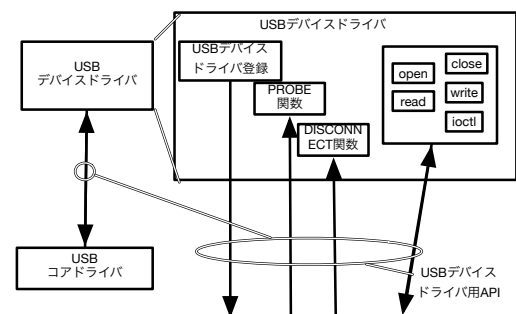 USBデバイスドライバ
USB
デバイスドライバ
USBデバイス
ドライバ登録
PROBE
関数
DISCONN
ECT関数
open
close
read
write
ioctl
USB
コアドライバ
USBデバイス
ドライバ用API